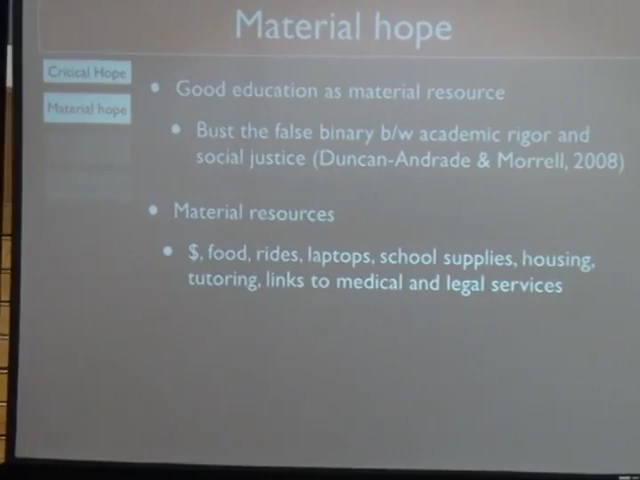 Material hope
Critical Hope
Material hope
• Good education as material resource
• Bust the false binary b/w academic rigor and
social justice (Duncan-Andrade & Morrell, 2008)
• Material resources
• $, food, rides, laptops, school supplies, housing,
tutoring, links to medical and legal services